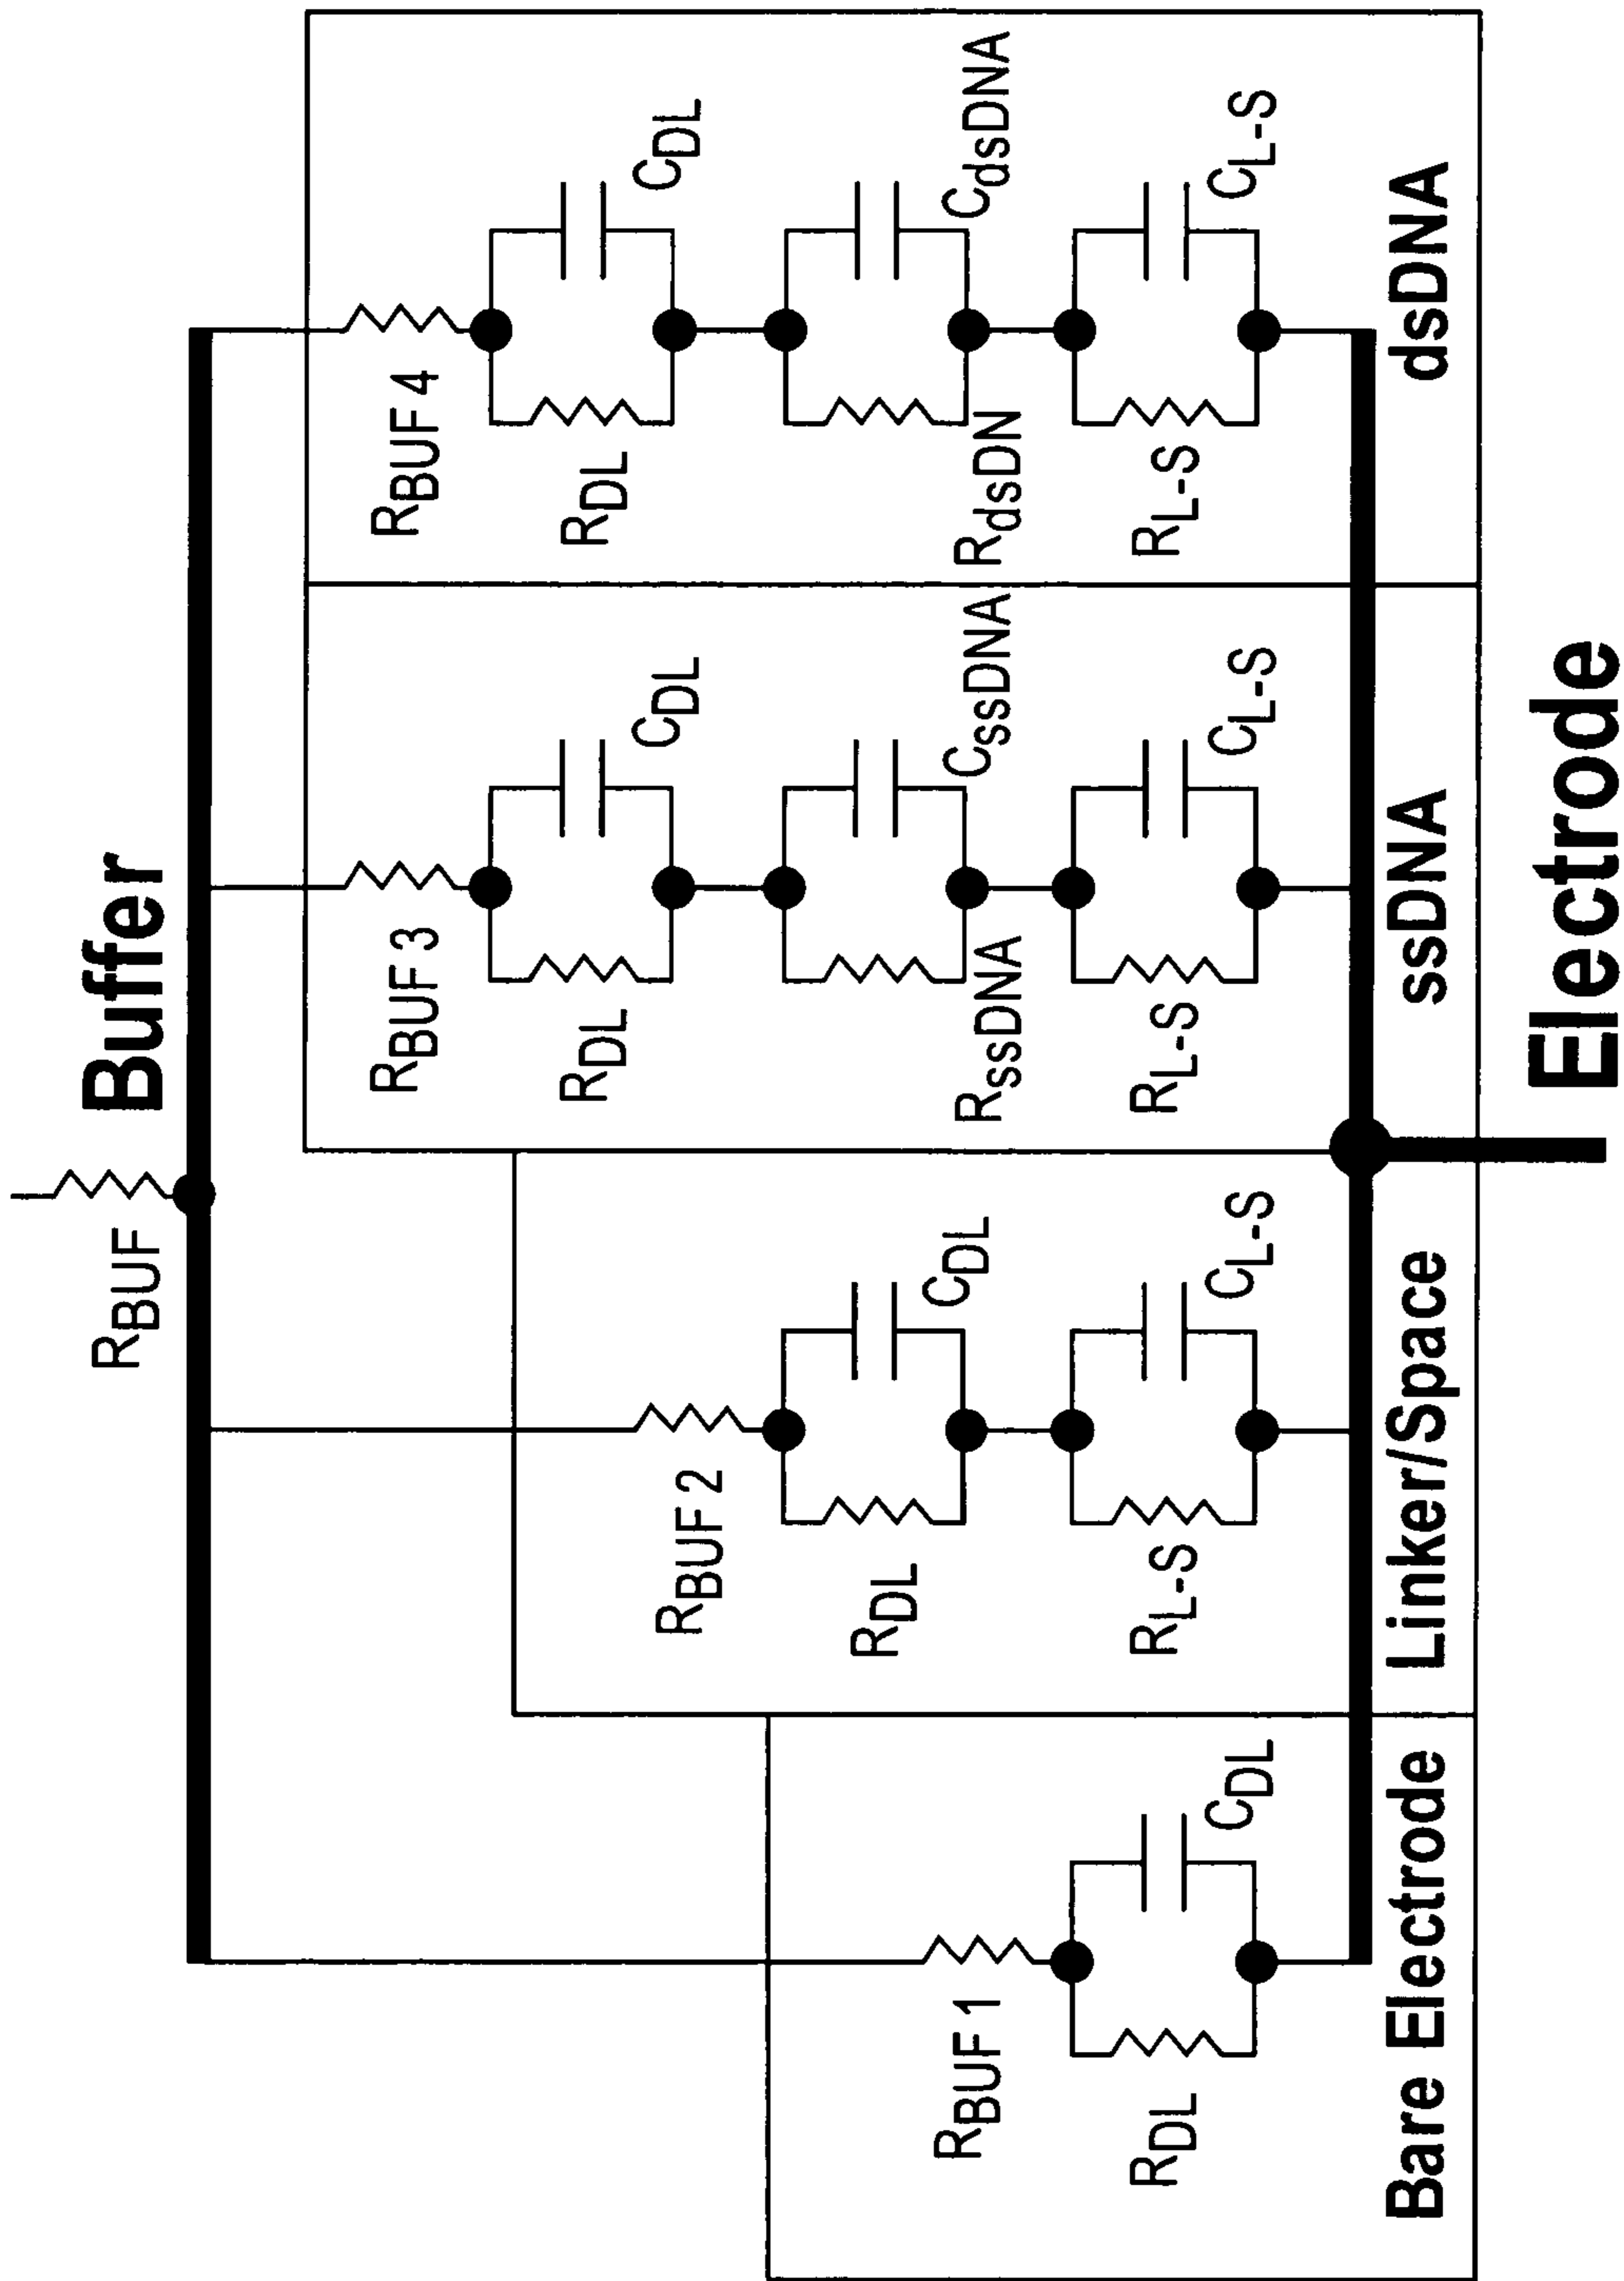 Buffer
RBUF
RBUF 1
RDL
CDL
Bare Electrode
RBUF 2
RDL
CDL
RL-S
CL-S
Linker/Space
RBUF 3
RDL
CDL
RssDNA
CssDNA
RL-S
CL-S
ssDNA
RBUF 4
RDL
CDL
RdsDN
CdsDNA
RL-S
CL-S
dsDNA
Electrode